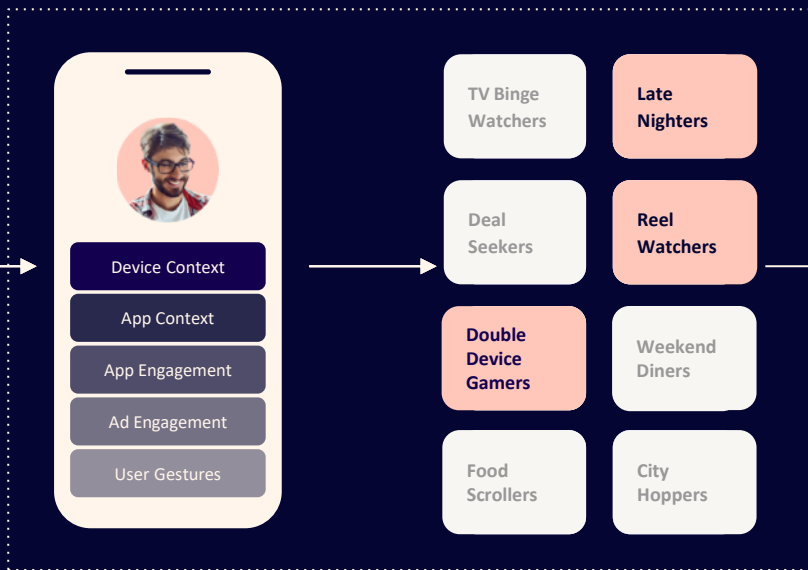 Device Context
App Context
App Engagement
Ad Engagement
User Gestures
TV Binge
Watchers
Late
Nighters
Deal
Seekers
Reel
Watchers
Double
Device
Gamers
Weekend
Diners
Food
Scrollers
City
Hoppers